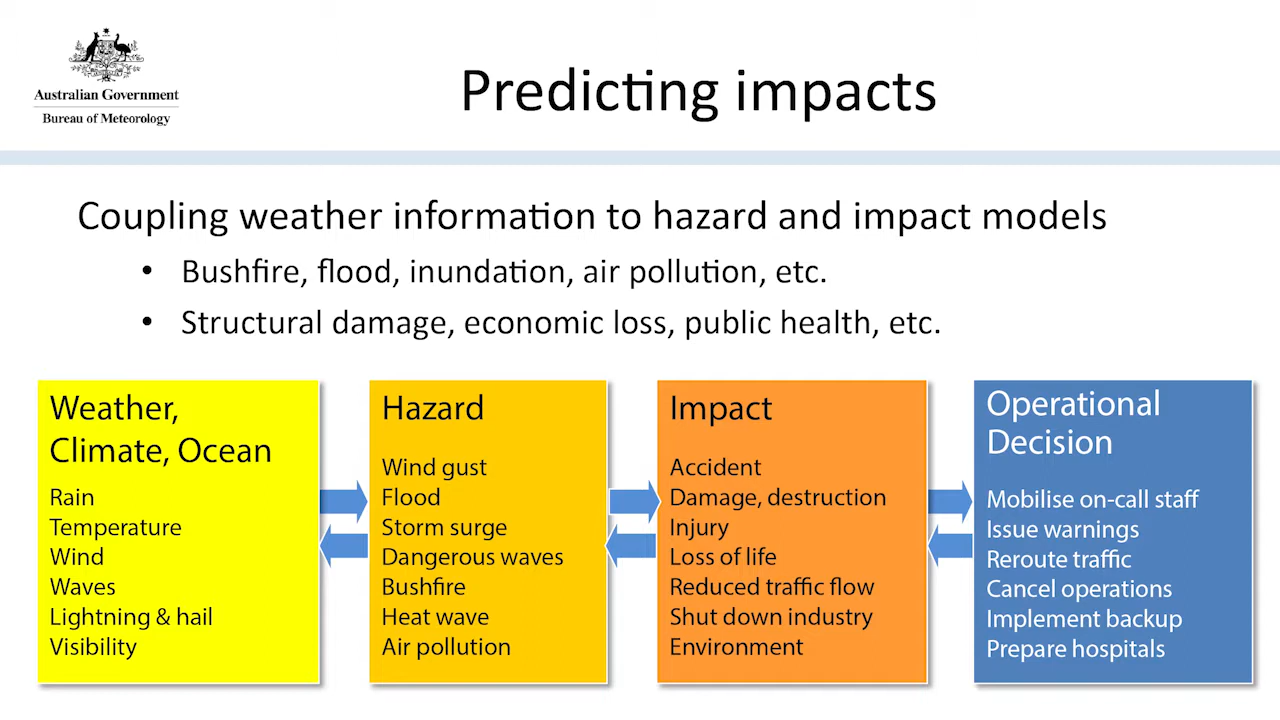 Australian Government
Bureau of Meteorology
Predicting impacts
Coupling weather information to hazard and impact models
• Bushfire, flood, inundation, air pollution, etc.
• Structural damage, economic loss, public health, etc.
Weather,
Climate, Ocean
Rain
Temperature
Wind
Waves
Lightning & hail
Visibility
Hazard
Wind gust
Flood
Storm surge
Dangerous waves
Bushfire
Heat wave
Air pollution
Impact
Accident
Damage, destruction
Injury
Loss of life
Reduced traffic flow
Shut down industry
Environment
Operational
Decision
Mobilise on-call staff
Issue warnings
Reroute traffic
Cancel operations
Implement backup
Prepare hospitals